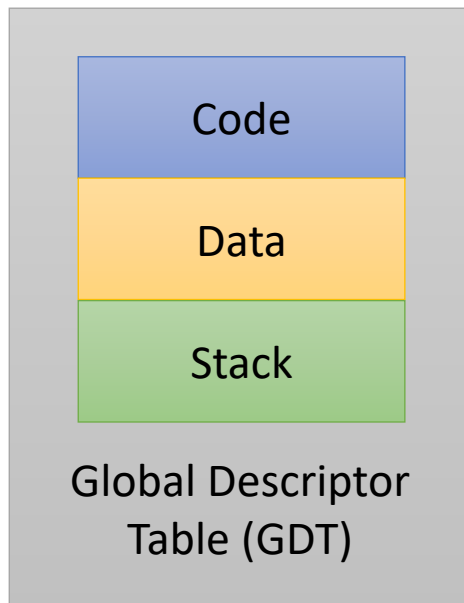 Code
Data
Stack
Global Descriptor
Table (GDT)